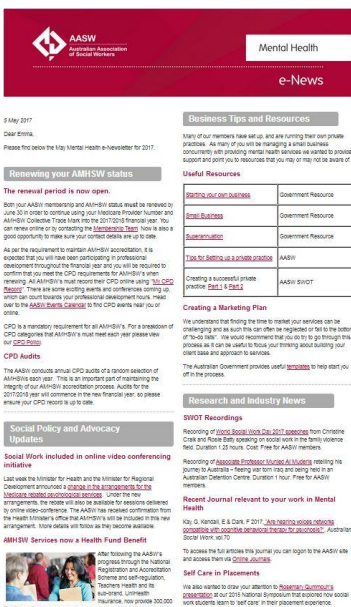 AASW
Australian Association
of Social Workers
Mental Health
e-News
5 May 2017
Dear Emma,
Please find below the May Mental Health e-Newsletter for 2017.
Renewing your AMHSW status
The renewal period is now open.
Both your AASW membership and AMHSW status must be renewed by
June 30 in order to continue using your Medicare Provider Number and
AMHSW Collective Trade Mark into the 2017/2018 financial year. You
can renew online or by contacting the Membership Team. Now is also a
good opportunity to make sure your contact details are up to date.
As per the requirement to maintain AMHSW accreditation, it is
expected that you will have been participating in professional
development throughout the financial year and you will be required to
confirm that you meet the CPD requirements for AMHSW's when
renewing. All AMHSW's must record their CPD online using "My CPD
Record". There are some exciting events and conferences coming up,
which can count towards your professional development hours. Head
over to the AASW Events Calendar to find CPD events near you or
online.
CPD is a mandatory requirement for all AMHSW's. For a breakdown of
CPD categories that AMHSW's must meet each year please view
our CPD Policy.
CPD Audits
The AASW conducts annual CPD audits of a random selection of
AMHSWs each year. This is an important part of maintaining the
integrity of our AMHSW accreditation process. Audits for the
2017/2018 year will commence in the new financial year, so please
ensure your CPD record is up to date.
Social Policy and Advocacy
Updates
Social Work included in online video conferencing
initiative
Last week the Minister for Health and the Minister for Regional
Development announced a change in the arrangements for the
Medicare rebated psychological services. Under the new
arrangements, the rebate will also be available for sessions delivered
by online video-conference. The AASW has received confirmation from
the Health Minister's office that AMHSW's will be included in this new
arrangement. More details will follow as they become available.
AMHSW Services now a Health Fund Benefit
After following the AASW's
progress through the National
Registration and Accreditation
Scheme and self-regulation,
Teachers Health and its
sub-brand, UniHealth
Insurance, now provide 300,000
Business Tips and Resources
Many of our members have set up, and are running their own private
practices. As many of you will be managing a small business
concurrently with providing mental health services we wanted to provide
support and point you to resources that you may or may not be aware of.
Useful Resources
Starting your own business Government Resource
Small Business Government Resource
Superannuation Government Resource
Tips for Setting up a private practice AASW
Creating a successful private
practice: Part 1 & Part 2 AASW SWOT
Creating a Marketing Plan
We understand that finding the time to market your services can be
challenging and as such this can often be neglected or fall to the bottom
of "to-do lists". We would recommend that you do try to go through this
process as it can be useful to focus your thinking about building your
client base and approach to services.
The Australian Government provides useful templates to help start you
off in the process.
Research and Industry News
SWOT Recordings
Recording of World Social Work Day 2017 speeches from Christine
Craik and Rosie Batty speaking on social work in the family violence
field. Duration 1.25 hours. Cost: Free for AASW members.
Recording of Associate Professor Munjed Al Muderis retelling his
journey to Australia – fleeing war torn Iraq and being held in an
Australian Detention Centre. Duration 1 hour. Free for AASW
members.
Recent Journal relevant to your work in Mental
Health
Kay G, Kendall, E & Dark, F 2017, "Are hearing voices networks
compatible with cognitive behavioral therapy for psychosis?", Australian
Social Work, vol.70
To access the full articles this journal you can logont to the AASW site
and access them via Online Journals.
Self Care in Placements
We also wanted to draw your attention to Rosemary Gumimour's
presentation at our 2016 National Symposium that explored how social
work students learn to 'self care' in their placement experience.